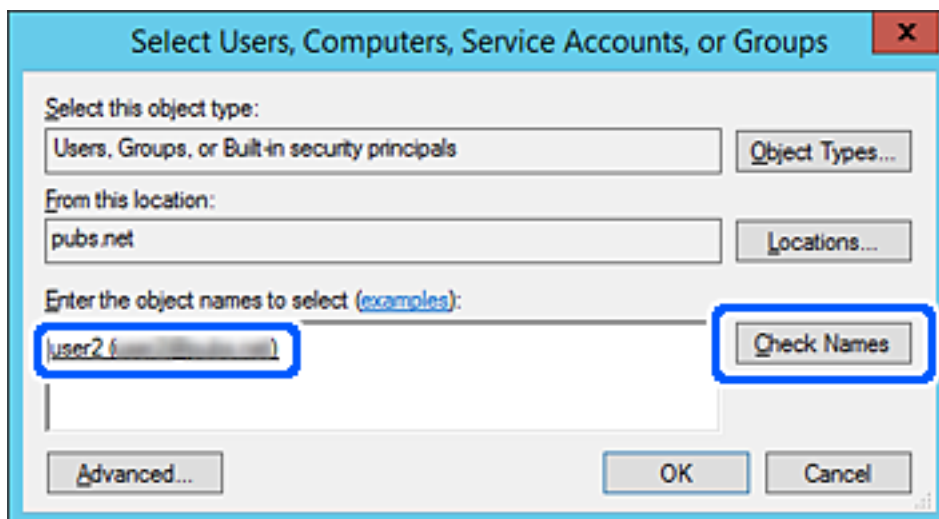 Select Users, Computers, Service Accounts, or Groups
x
Select this object type:
Users, Groups, or Built-in security principals
Object Types...
From this location:
pubs.net
Locations...
Enter the object names to select (examples):
user2 (
)
Check Names
Advanced...
OK
Cancel